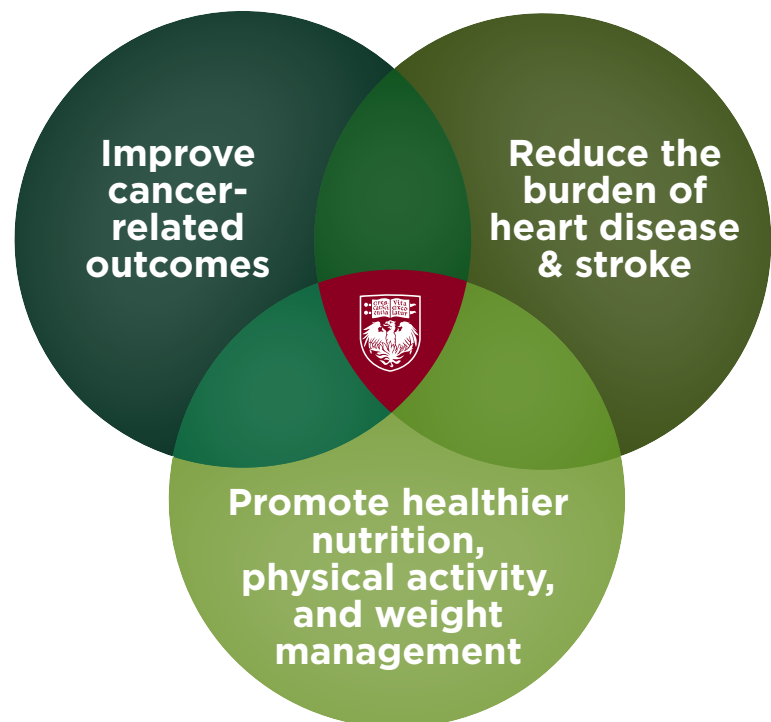 Improve
cancer-
related
outcomes
Reduce the
burden of
heart disease
& stroke
Promote healthier
nutrition,
physical activity,
and weight
management